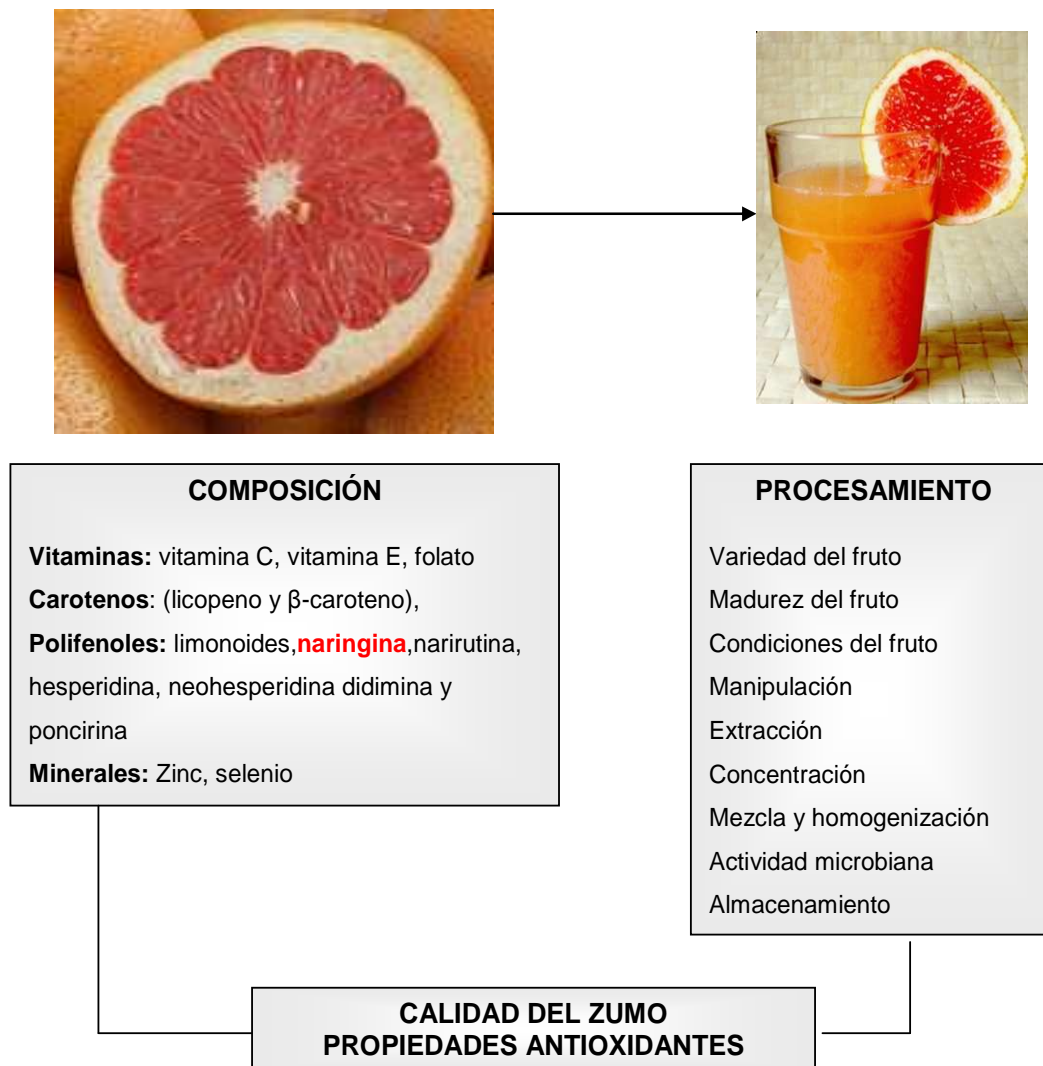 COMPOSICIÓN
Vitaminas: vitamina C, vitamina E, folato
Carotenos: (licopeno y β-caroteno),
Polifenoles: limonoides,naringina,narirutina,
hesperidina, neohesperidina didimina y
poncirina
Minerales: Zinc, selenio
PROCESAMIENTO
Variedad del fruto
Madurez del fruto
Condiciones del fruto
Manipulación
Extracción
Concentración
Mezcla y homogenización
Actividad microbiana
Almacenamiento
CALIDAD DEL ZUMO
PROPIEDADES ANTIOXIDANTES